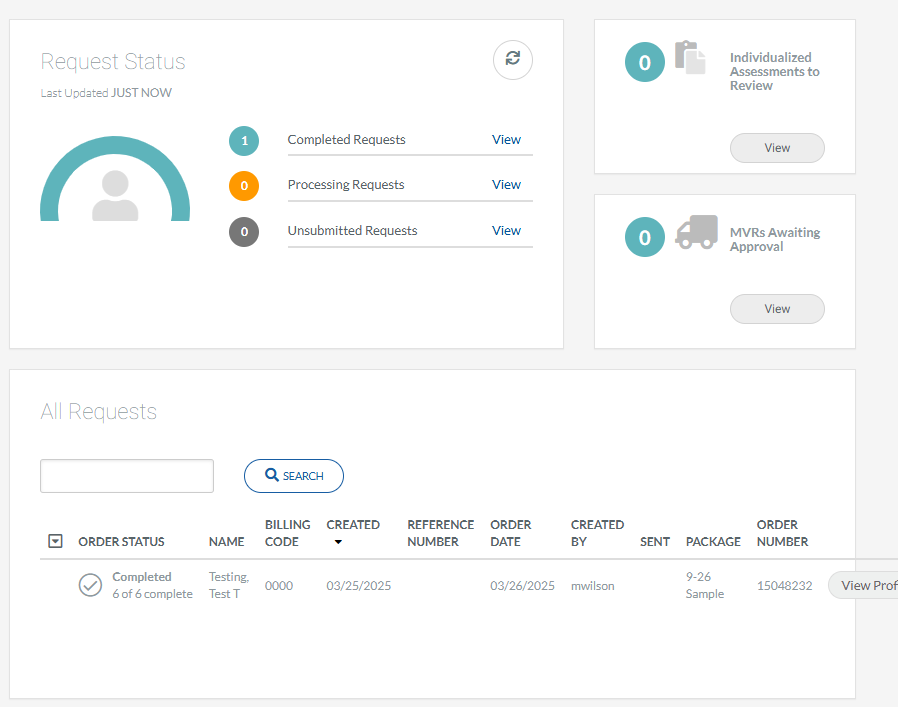 Request Status
Last Updated JUST NOW
1 Completed Requests View
0 Processing Requests View
0 Unsubmitted Requests View
0 Individualized
Assessments to
Review
View
0 MVRs Awaiting
Approval
View
All Requests
SEARCH
ORDER STATUS NAME BILLING CODE CREATED REFERENCE NUMBER ORDER DATE CREATED BY SENT PACKAGE ORDER NUMBER
Completed Testing, 9-26
6 of 6 complete Test T 0000 03/25/2025 03/26/2025 mwilson Sample 15048232 View Prof